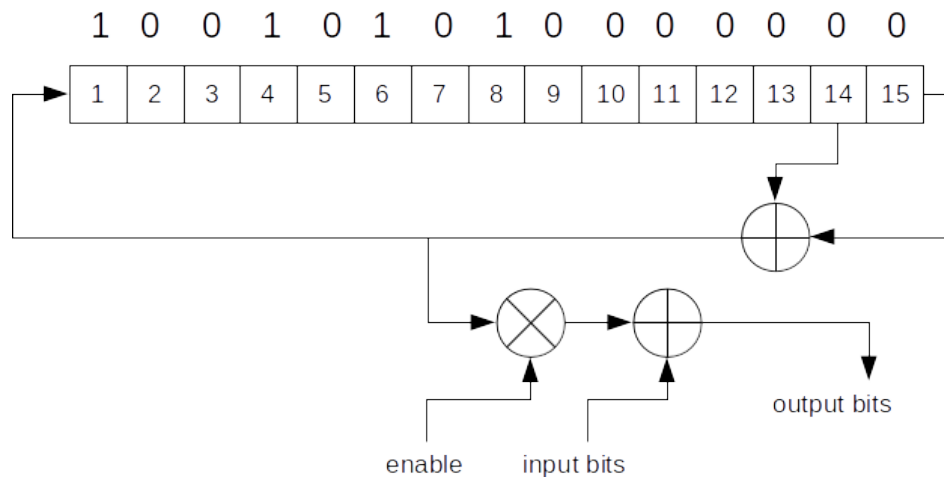 1 0 0 1 0 1 0 1 0 0 0 0 0 0 0
1 2 3 4 5 6 7 8 9 10 11 12 13 14 15
output bits
enable input bits